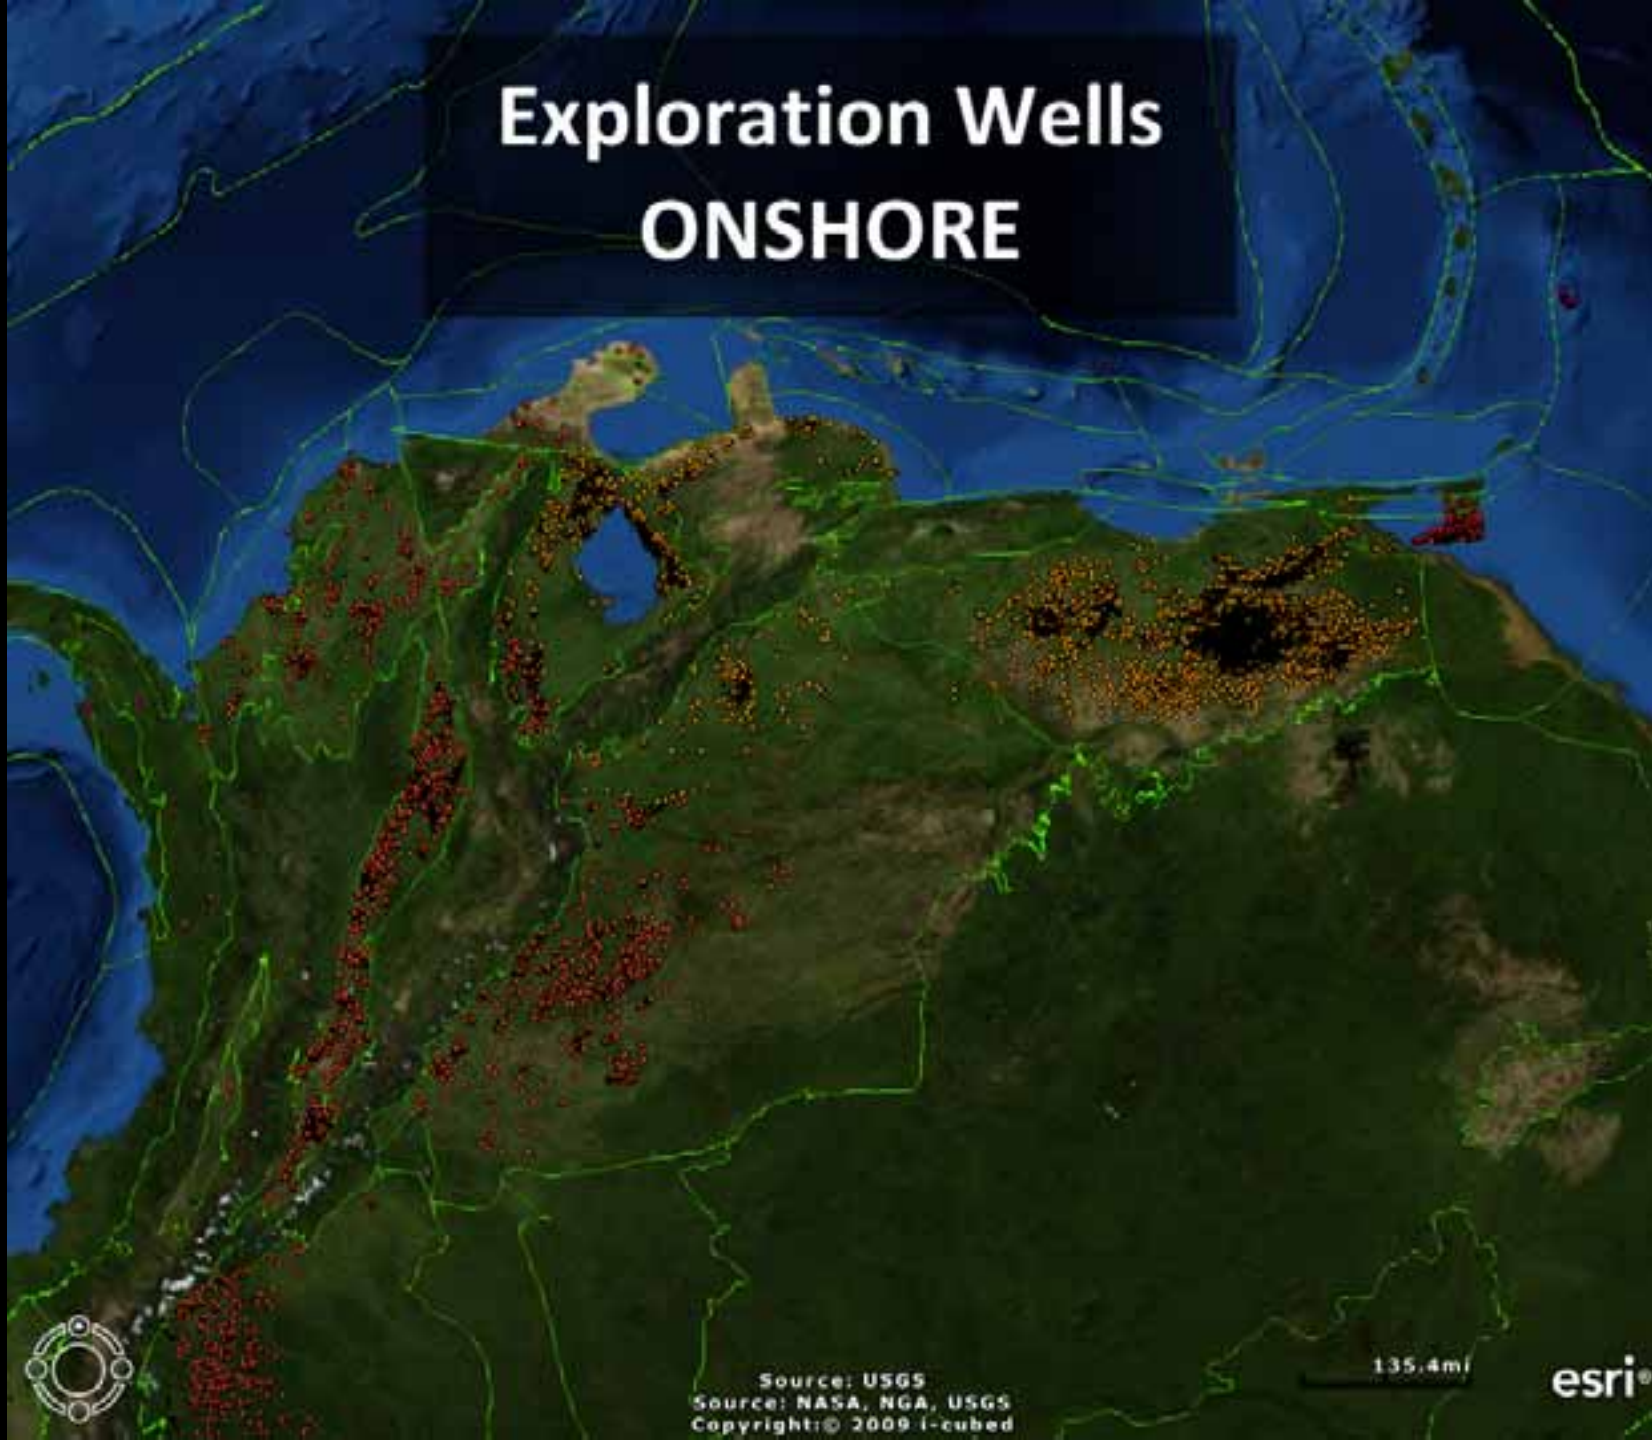 Exploration Wells
ONSHORE
135.4mi
esri®
Source: USGS
Source: NASA, NGA, USGS
Copyright:© 2009 i-cubed